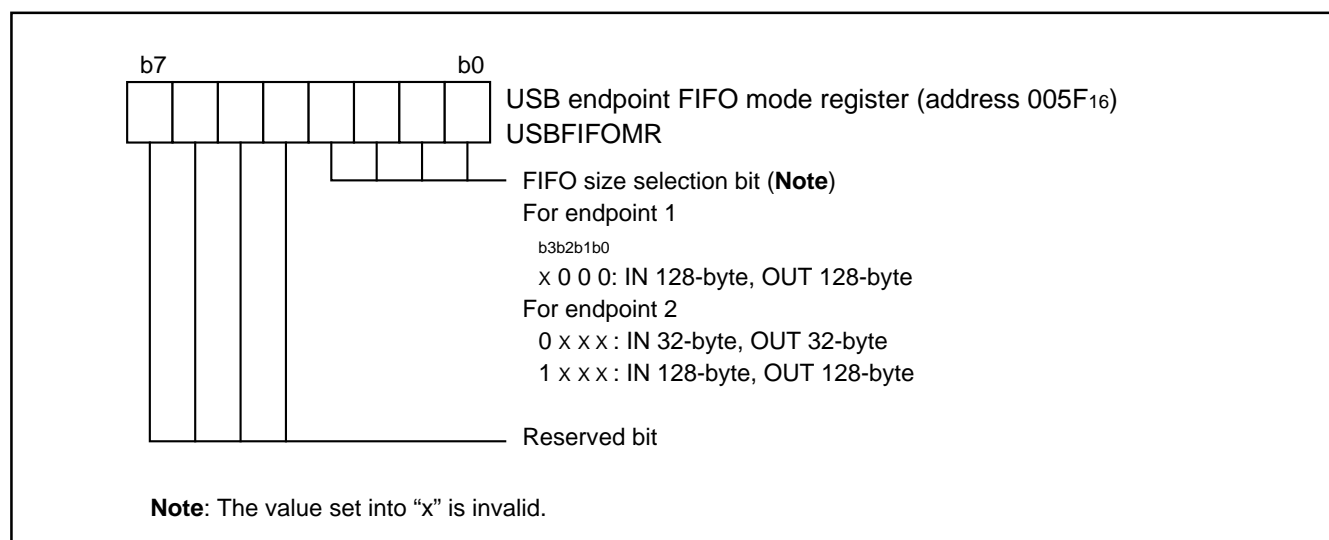 b7 b0
USB endpoint FIFO mode register (address 005F16)
USBFIFOMR
FIFO size selection bit (Note)
For endpoint 1
b3b2b1b0
x 0 0 0: IN 128-byte, OUT 128-byte
For endpoint 2
0 x x x : IN 32-byte, OUT 32-byte
1 x x x : IN 128-byte, OUT 128-byte
Reserved bit
Note: The value set into “x” is invalid.